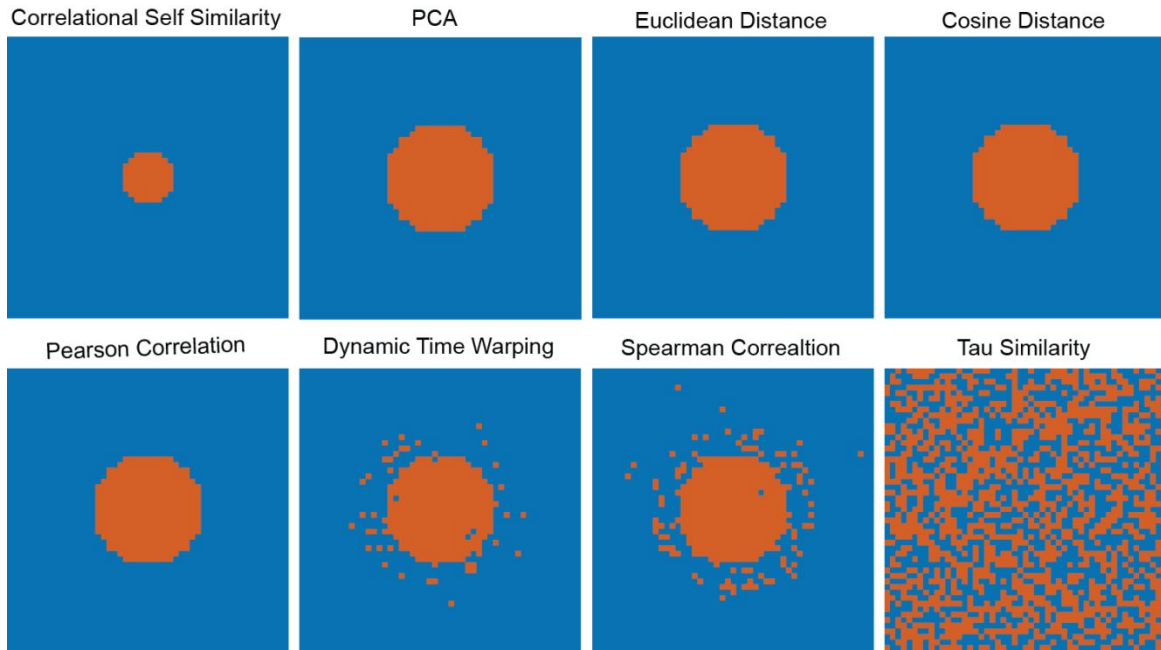 Correlational Self Similarity
PCA
Euclidean Distance
Cosine Distance
Pearson Correlation
Dynamic Time Warping
Spearman Correaltion
Tau Similarity